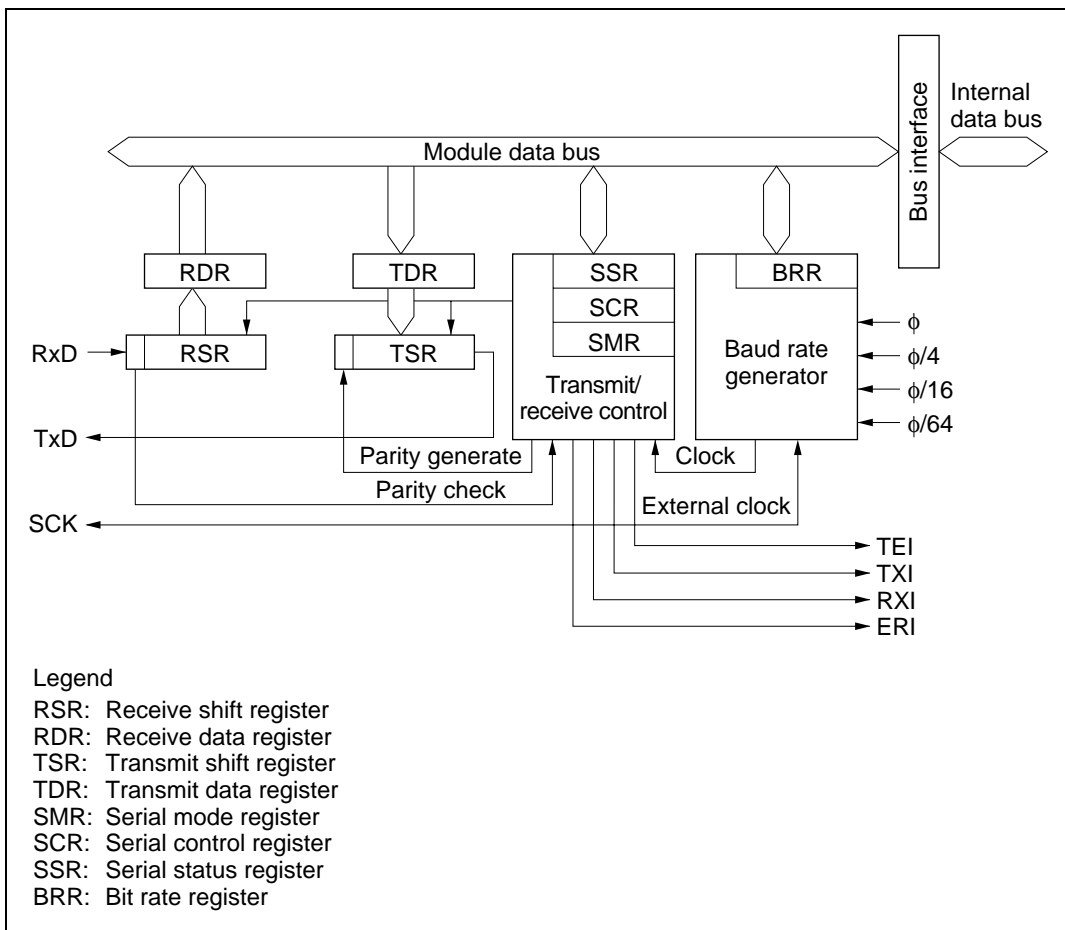 Bus interface
Internal
data bus
Module data bus
RDR
TDR
SSR
BRR
SCR
RSR
TSR
SMR
RxD
Baud rate
generator
ϕ
ϕ/4
ϕ/16
ϕ/64
Transmit/
receive control
TxD
Parity generate
Clock
Parity check
SCK
External clock
TEI
TXI
RXI
ERI
Legend
RSR: Receive shift register
RDR: Receive data register
TSR: Transmit shift register
TDR: Transmit data register
SMR: Serial mode register
SCR: Serial control register
SSR: Serial status register
BRR: Bit rate register